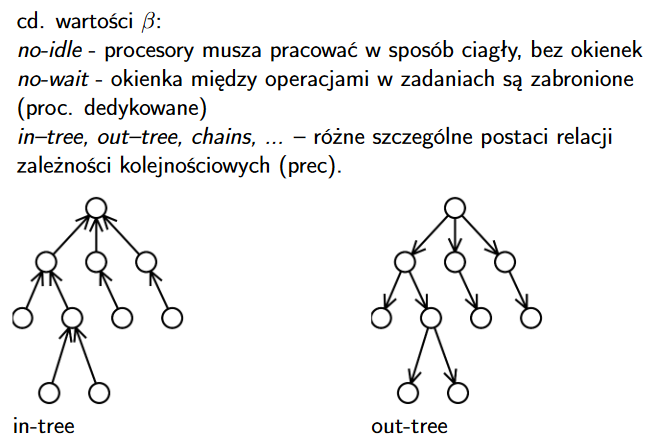 cd. wartości β:
no-idle - procesory musza pracować w sposób ciagły, bez okienek
no-wait - okienka między operacjami w zadaniach są zabronione
(proc. dedykowane)
in–tree, out–tree, chains, ... – różne szczególne postaci relacji
zależności kolejnościowych (prec).
in-tree
out-tree